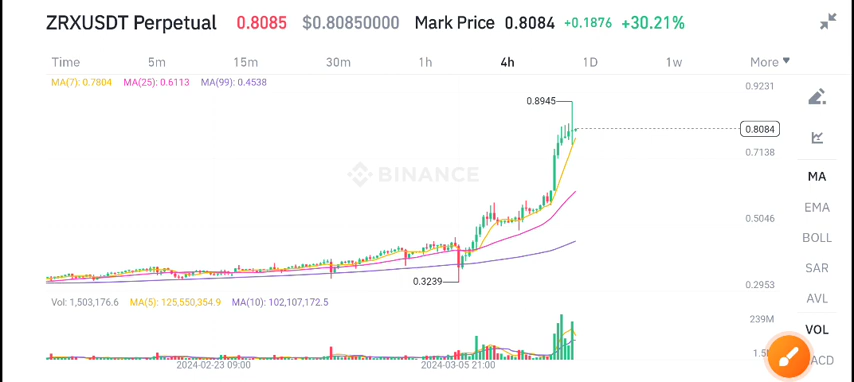 ZRXUSDT Perpetual 0.8085 $0.80850000 Mark Price 0.8084 +0.1876 +30.21%
Time 5m 15m 30m 1h 4h 1D 1w More
MA(7): 0.7804 MA(25): 0.6113 MA(99): 0.4538
0.9231
0.8945
0.8084
0.7138
BINANCE
MA
EMA
0.5046
BOLL
SAR
0.3239
0.2953
AVL
Vol: 1,503,176.6 MA(5): 125,550,354.9 MA(10): 102,107,172.5
239M
VOL
1.5
ACD
2024-02-23 09:00 2024-03-05 21:00